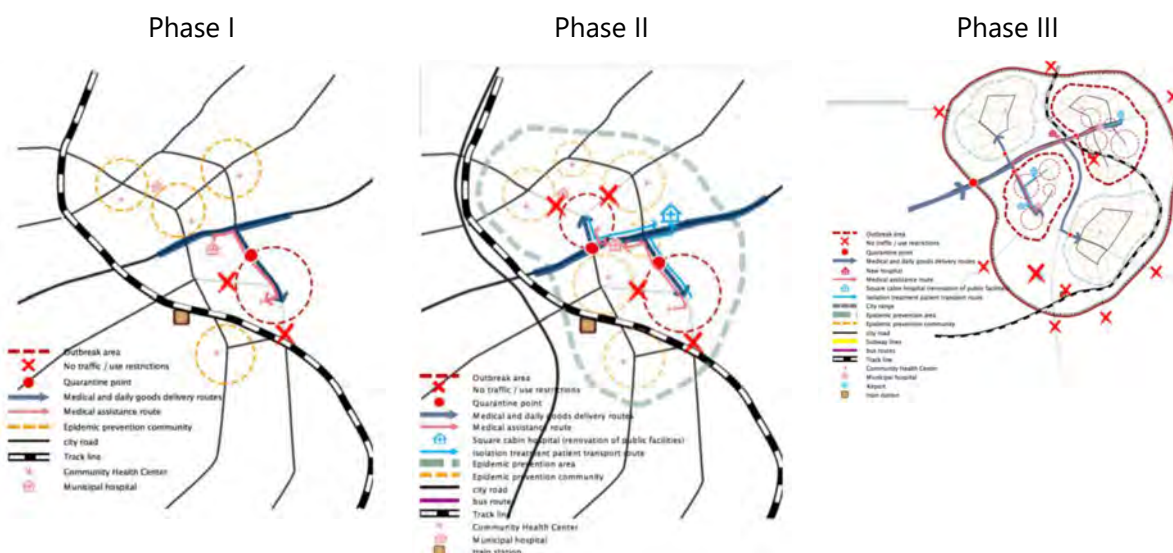 Phase I
Phase II
Phase III
Outbreak area
No traffic / use restrictions
Quarantine point
Medical and daily goods delivery routes
Medical assistance route
Epidemic prevention community
city road
Track line
Community Health Center
Municipal hospital
Outbreak area
No traffic / use restrictions
Quarantine point
Medical and daily goods delivery routes
Medical assistance route
Square cabin hospital (renovation of public facilities)
Isolation treatment patient transport route
Epidemic prevention area
Epidemic prevention community
city road
bus route
Track line
Community Health Center
Municipal hospital
train station
Outbreak area
No traffic / use restrictions
Quarantine point
Medical and daily goods delivery routes
New hospital
Medical assistance route
Square cabin hospital (renovation of public facilities)
Isolation treatment patient transport route
City range
Epidemic prevention area
Epidemic prevention community
city road
Subway lines
bus routes
Track line
Community Health Center
Municipal hospital
Airport
train station